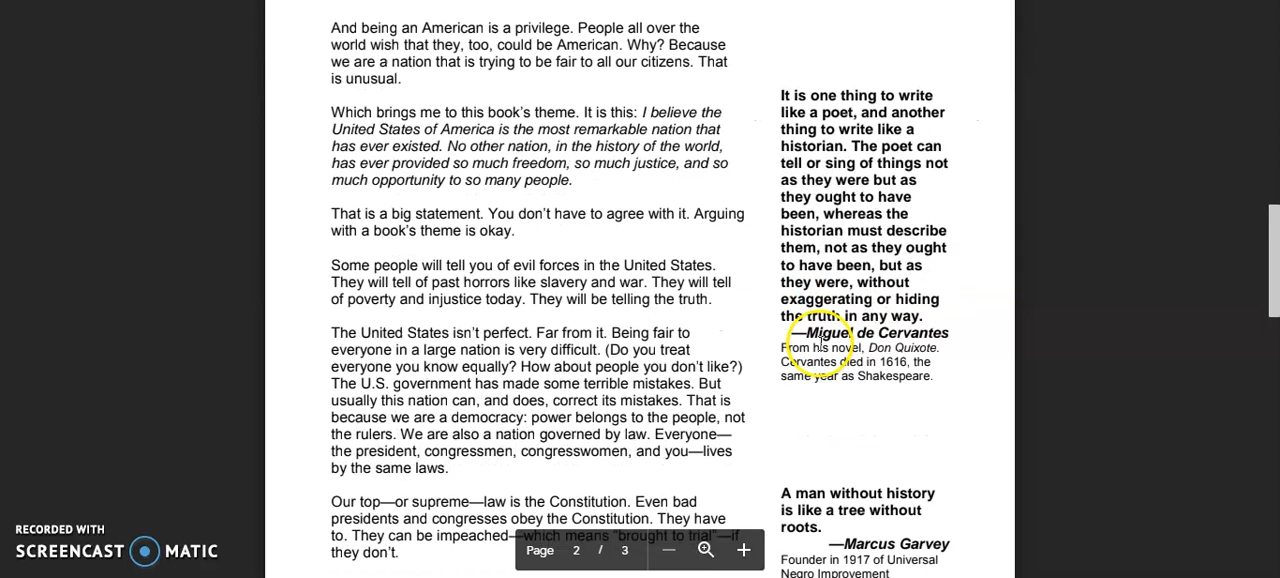 And being an American is a privilege. People all over the
world wish that they, too, could be American. Why? Because
we are a nation that is trying to be fair to all our citizens. That
is unusual.
Which brings me to this book's theme. It is this: I believe the
United States of America is the most remarkable nation that
has ever existed. No other nation, in the history of the world,
has ever provided so much freedom, so much justice, and so
much opportunity to so many people.
That is a big statement. You don't have to agree with it. Arguing
with a book's theme is okay.
Some people will tell you of evil forces in the United States.
They will tell of past horrors like slavery and war. They will tell
of poverty and injustice today. They will be telling the truth.
The United States isn't perfect. Far from it. Being fair to
everyone in a large nation is very difficult. (Do you treat
everyone you know equally? How about people you don't like?)
The U.S. government has made some terrible mistakes. But
usually this nation can, and does, correct its mistakes. That is
because we are a democracy: power belongs to the people, not
the rulers. We are also a nation governed by law. Everyone—
the president, congressmen, congresswomen, and you—lives
by the same laws.
Our top—or supreme—law is the Constitution. Even bad
presidents and congresses obey the Constitution. They have
to. They can be impeached—which means "brought to trial"—if
they don't.
It is one thing to write
like a poet, and another
thing to write like a
historian. The poet can
tell or sing of things not
as they were but as
they ought to have
been, whereas the
historian must describe
them, not as they ought
to have been, but as
they were, without
exaggerating or hiding
the truth in any way.
—Miguel de Cervantes
From his novel, Don Quixote.
Cervantes died in 1616, the
same year as Shakespeare.
A man without history
is like a tree without
roots.
—Marcus Garvey
Founder in 1917 of Universal
Negro Improvement
Page 2 / 3
RECORDED WITH
SCREENCAST MATIC